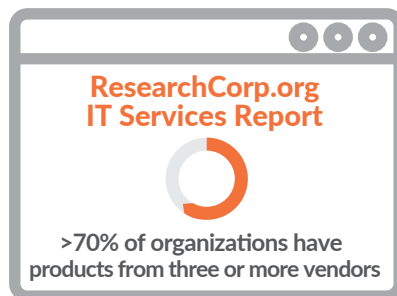 ResearchCorp.org
IT Services Report
>70% of organizations have
products from three or more vendors